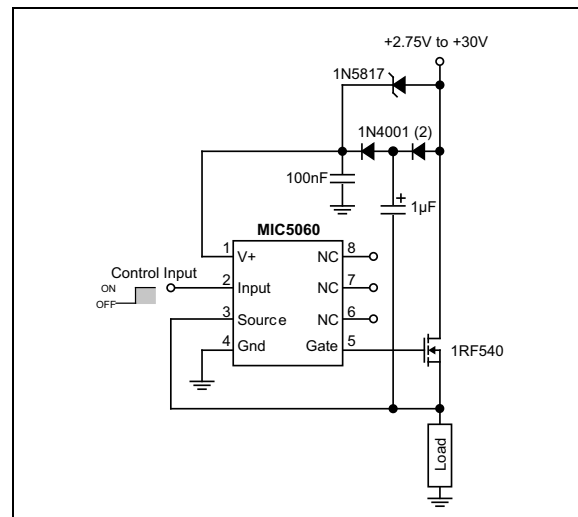 +2.75V to +30V
1N5817
1N4001 (2)
100nF
+
1µF
MIC5060
1 V+ NC 8
Control Input
ON
OFF
2 Input NC 7
3 Source NC 6
4 Gnd Gate 5
1RF540
Load